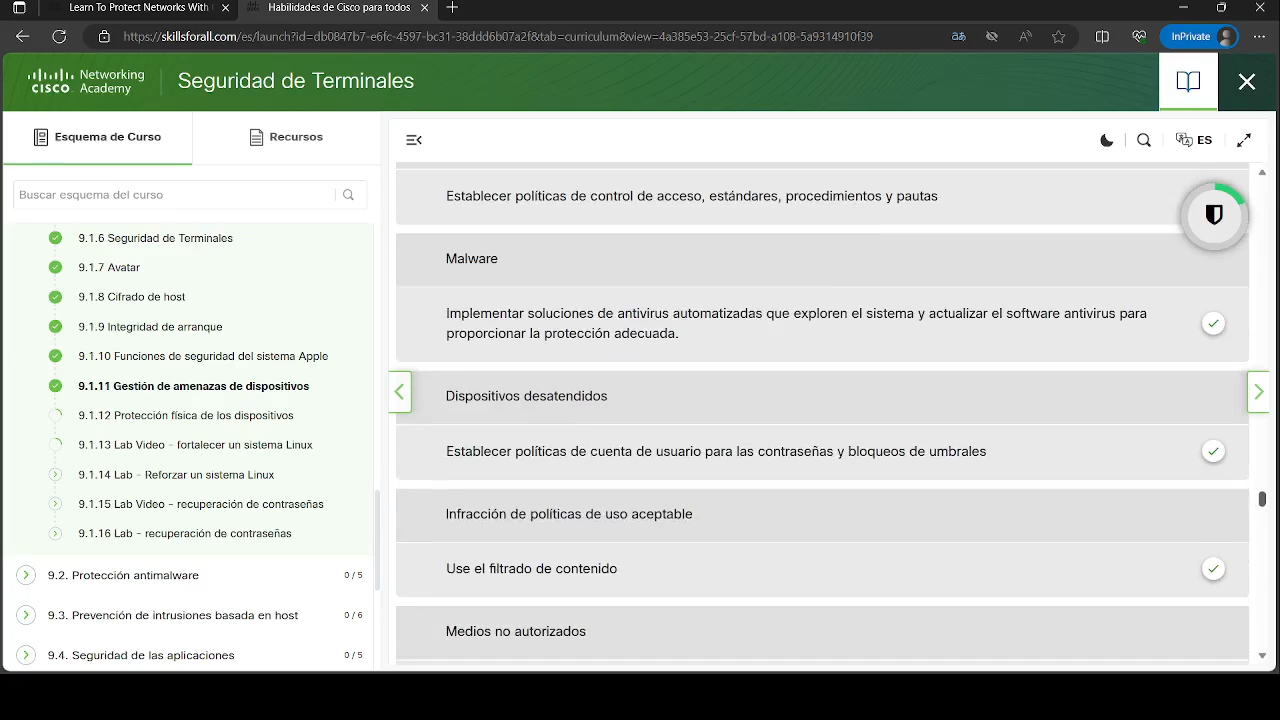 Learn To Protect Networks With
Habilidades de Cisco para todos
https://skillsforall.com/es/launch?id=db0847b7-e6fc-4597-bc31-38ddd6b07a2f&tab=curriculum&view=4a385e53-25cf-57bd-a108-5a9314910f39
InPrivate
Networking
CISCO Academy
Seguridad de Terminales
Esquema de Curso
Recursos
ES
Buscar esquema del curso
9.1.6 Seguridad de Terminales
9.1.7 Avatar
9.1.8 Cifrado de host
9.1.9 Integridad de arranque
9.1.10 Funciones de seguridad del sistema Apple
9.1.11 Gestión de amenazas de dispositivos
9.1.12 Protección física de los dispositivos
9.1.13 Lab Video - fortalecer un sistema Linux
9.1.14 Lab - Reforzar un sistema Linux
9.1.15 Lab Video - recuperación de contraseñas
9.1.16 Lab - recuperación de contraseñas
9.2. Protección antimalware 0 / 5
9.3. Prevención de intrusiones basada en host 0 / 6
9.4. Seguridad de las aplicaciones 0 / 5
Establecer políticas de control de acceso, estándares, procedimientos y pautas
Malware
Implementar soluciones de antivirus automatizadas que exploren el sistema y actualizar el software antivirus para
proporcionar la protección adecuada.
Dispositivos desatendidos
Establecer políticas de cuenta de usuario para las contraseñas y bloqueos de umbrales
Infracción de políticas de uso aceptable
Use el filtrado de contenido
Medios no autorizados